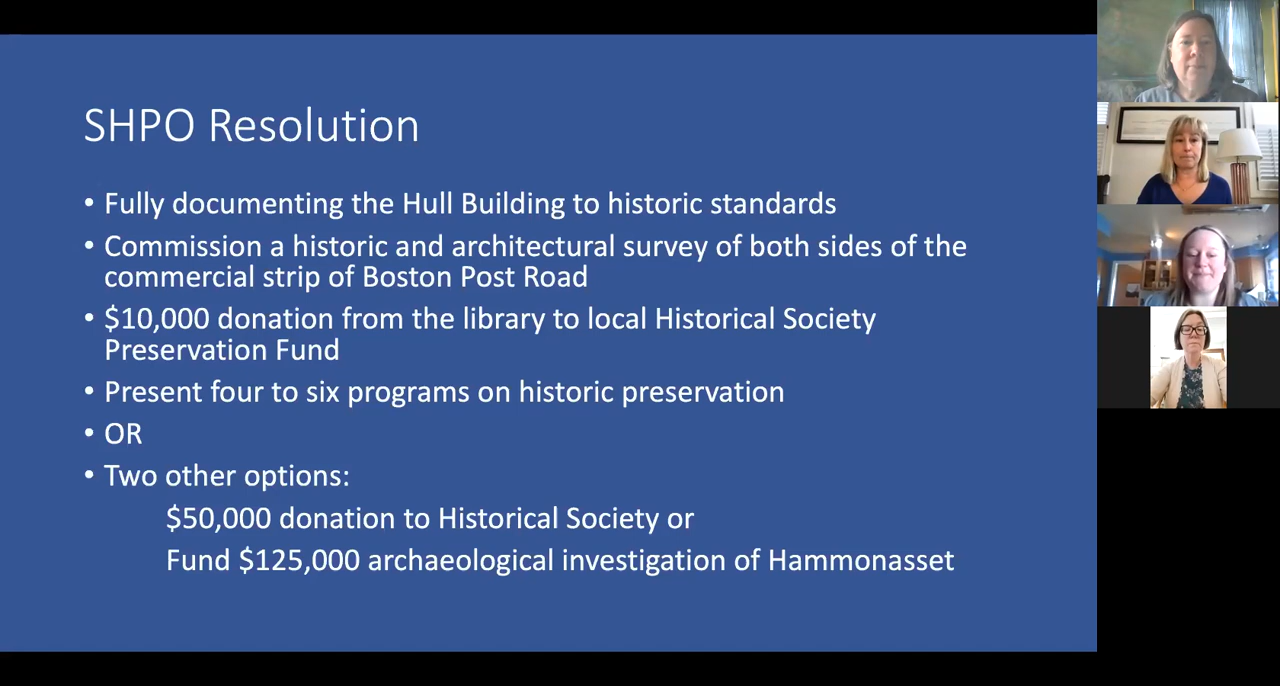 SHPO Resolution
• Fully documenting the Hull Building to historic standards
• Commission a historic and architectural survey of both sides of the
commercial strip of Boston Post Road
• $10,000 donation from the library to local Historical Society
Preservation Fund
• Present four to six programs on historic preservation
• OR
• Two other options:
$50,000 donation to Historical Society or
Fund $125,000 archaeological investigation of Hammonasset